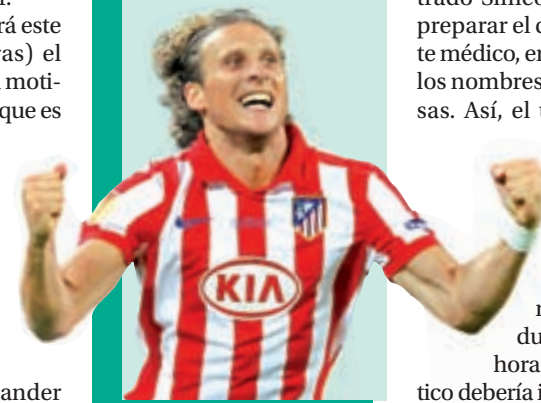 rá este
ras) el
moti-
que es
ander
KIA
trado Simeo
preparar el d
te médico, en
los nombres
sas. Así, el t
du
hora
tico debería i